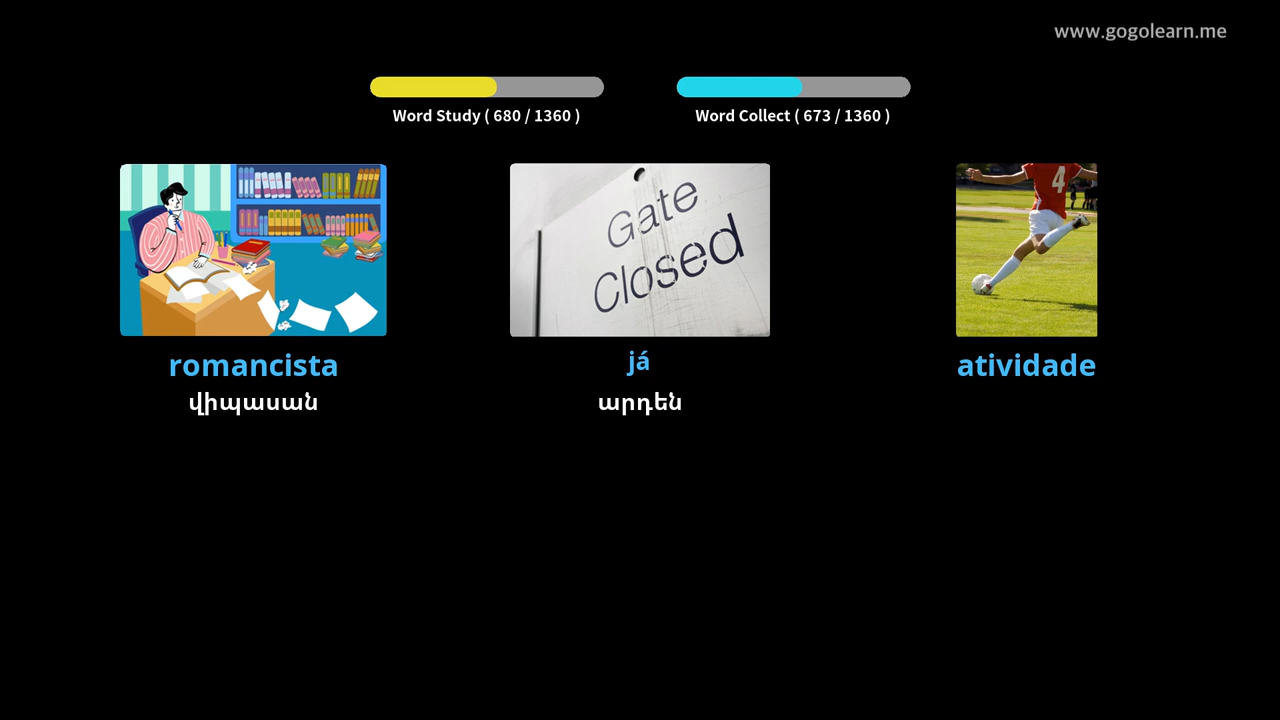 www.gogolearn.me
Word Study ( 680 / 1360 )
Word Collect ( 673 / 1360 )
Gate
Closed
4
romancista
já
atividade
վիպասան
արդեն